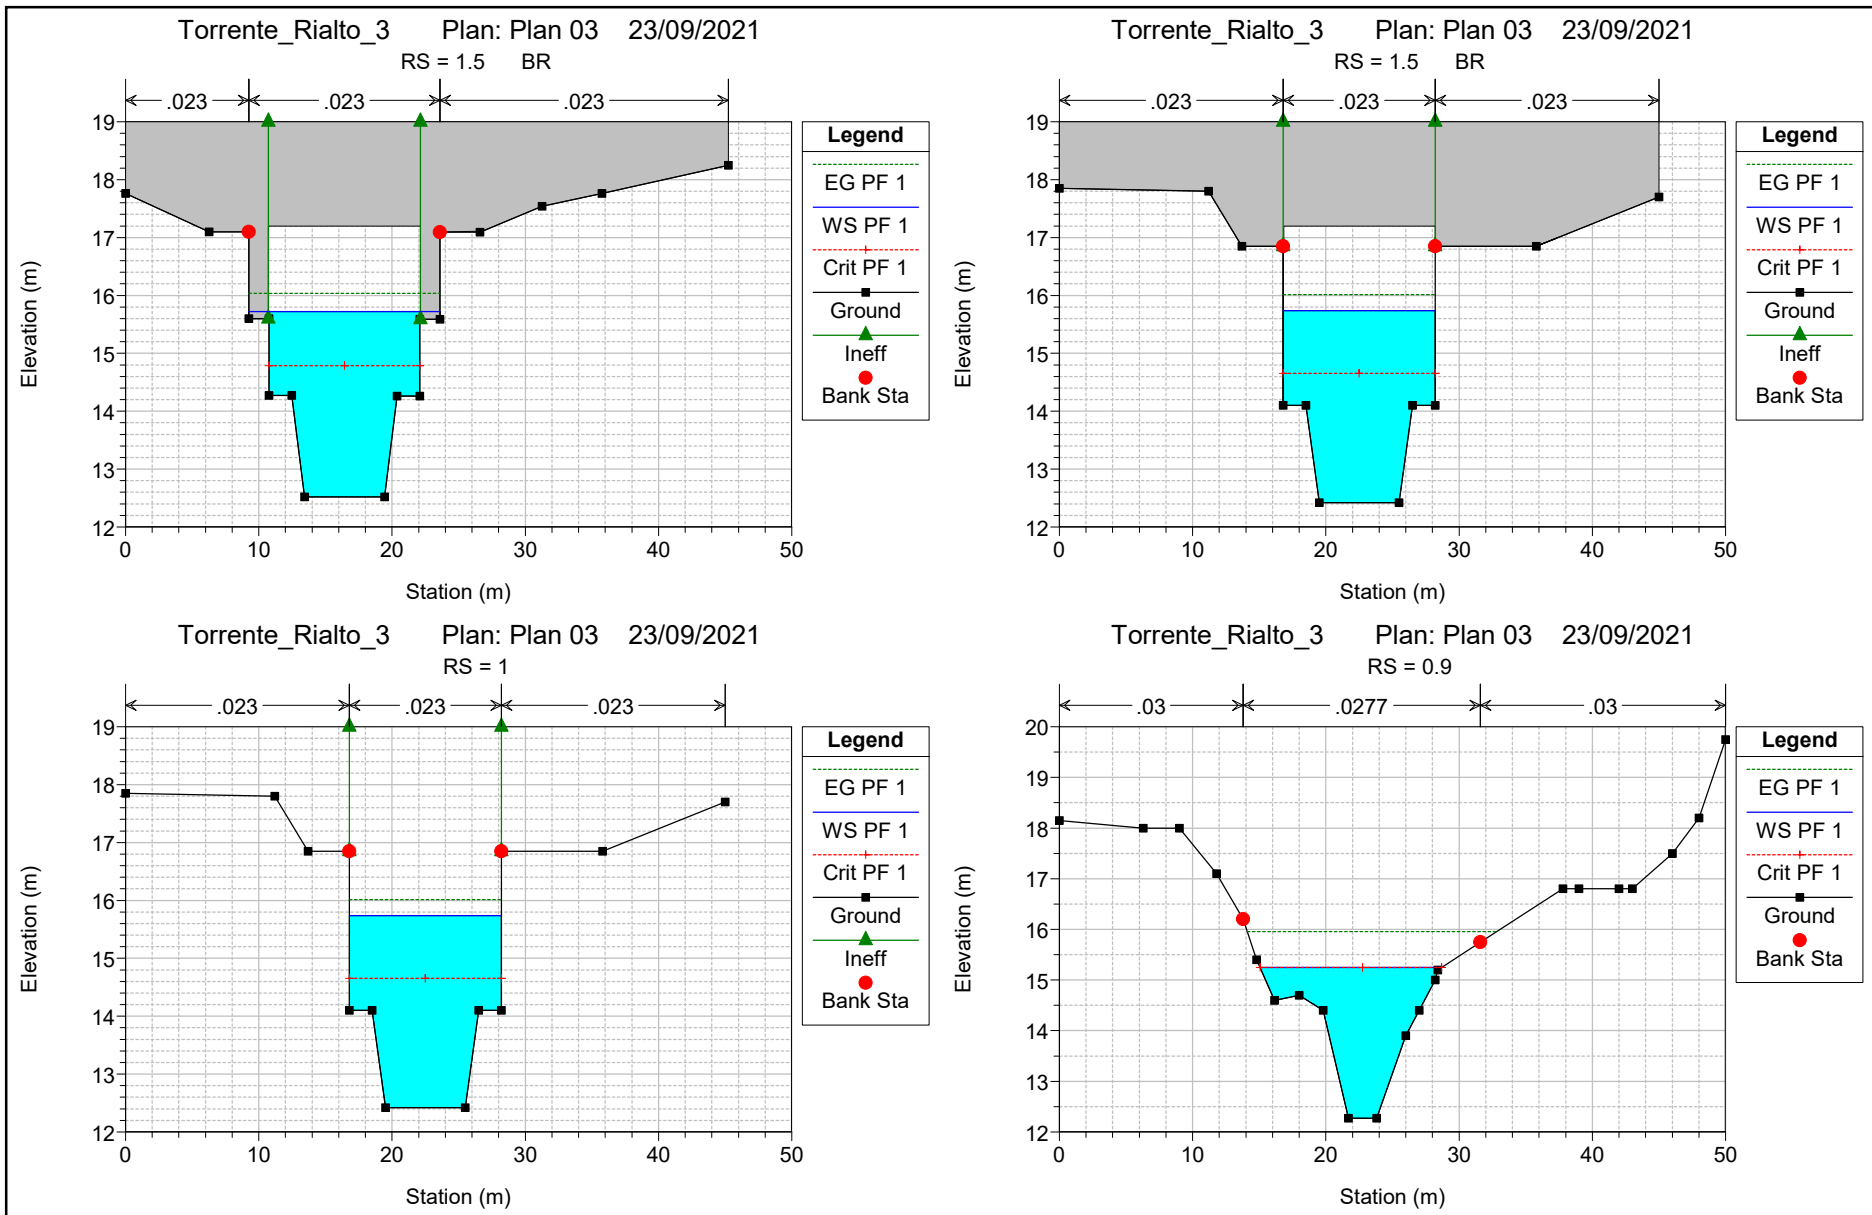 Torrente_Rialto_3 Plan: Plan 03 23/09/2021
RS = 1.5 BR
.023 .023 .023
19
18
17
16
15
14
13
12
Elevation (m)
0 10 20 30 40 50
Station (m)
Legend
EG PF 1
WS PF 1
Crit PF 1
Ground
Ineff
Bank Sta
Torrente_Rialto_3 Plan: Plan 03 23/09/2021
RS = 1.5 BR
.023 .023 .023
19
18
17
16
15
14
13
12
Elevation (m)
0 10 20 30 40 50
Station (m)
Legend
EG PF 1
WS PF 1
Crit PF 1
Ground
Ineff
Bank Sta
Torrente_Rialto_3 Plan: Plan 03 23/09/2021
RS = 1
.023 .023 .023
19
18
17
16
15
14
13
12
Elevation (m)
0 10 20 30 40 50
Station (m)
Legend
EG PF 1
WS PF 1
Crit PF 1
Ground
Ineff
Bank Sta
Torrente_Rialto_3 Plan: Plan 03 23/09/2021
RS = 0.9
.03 .0277 .03
20
19
18
17
16
15
14
13
12
Elevation (m)
0 10 20 30 40 50
Station (m)
Legend
EG PF 1
WS PF 1
Crit PF 1
Ground
Bank Sta